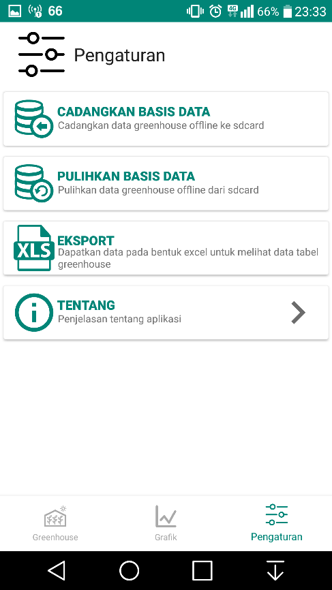 66 4G 66% 23:33
Pengaturan
CADANGKAN BASIS DATA
Cadangkan data greenhouse offline ke sdcard
PULIHKAN BASIS DATA
Pulihkan data greenhouse offline dari sdcard
XLS
EKSPORT
Dapatkan data pada bentuk excel untuk melihat data tabel
greenhouse
TENTANG
Penjelasan tentang aplikasi
Greenhouse Grafik Pengaturan